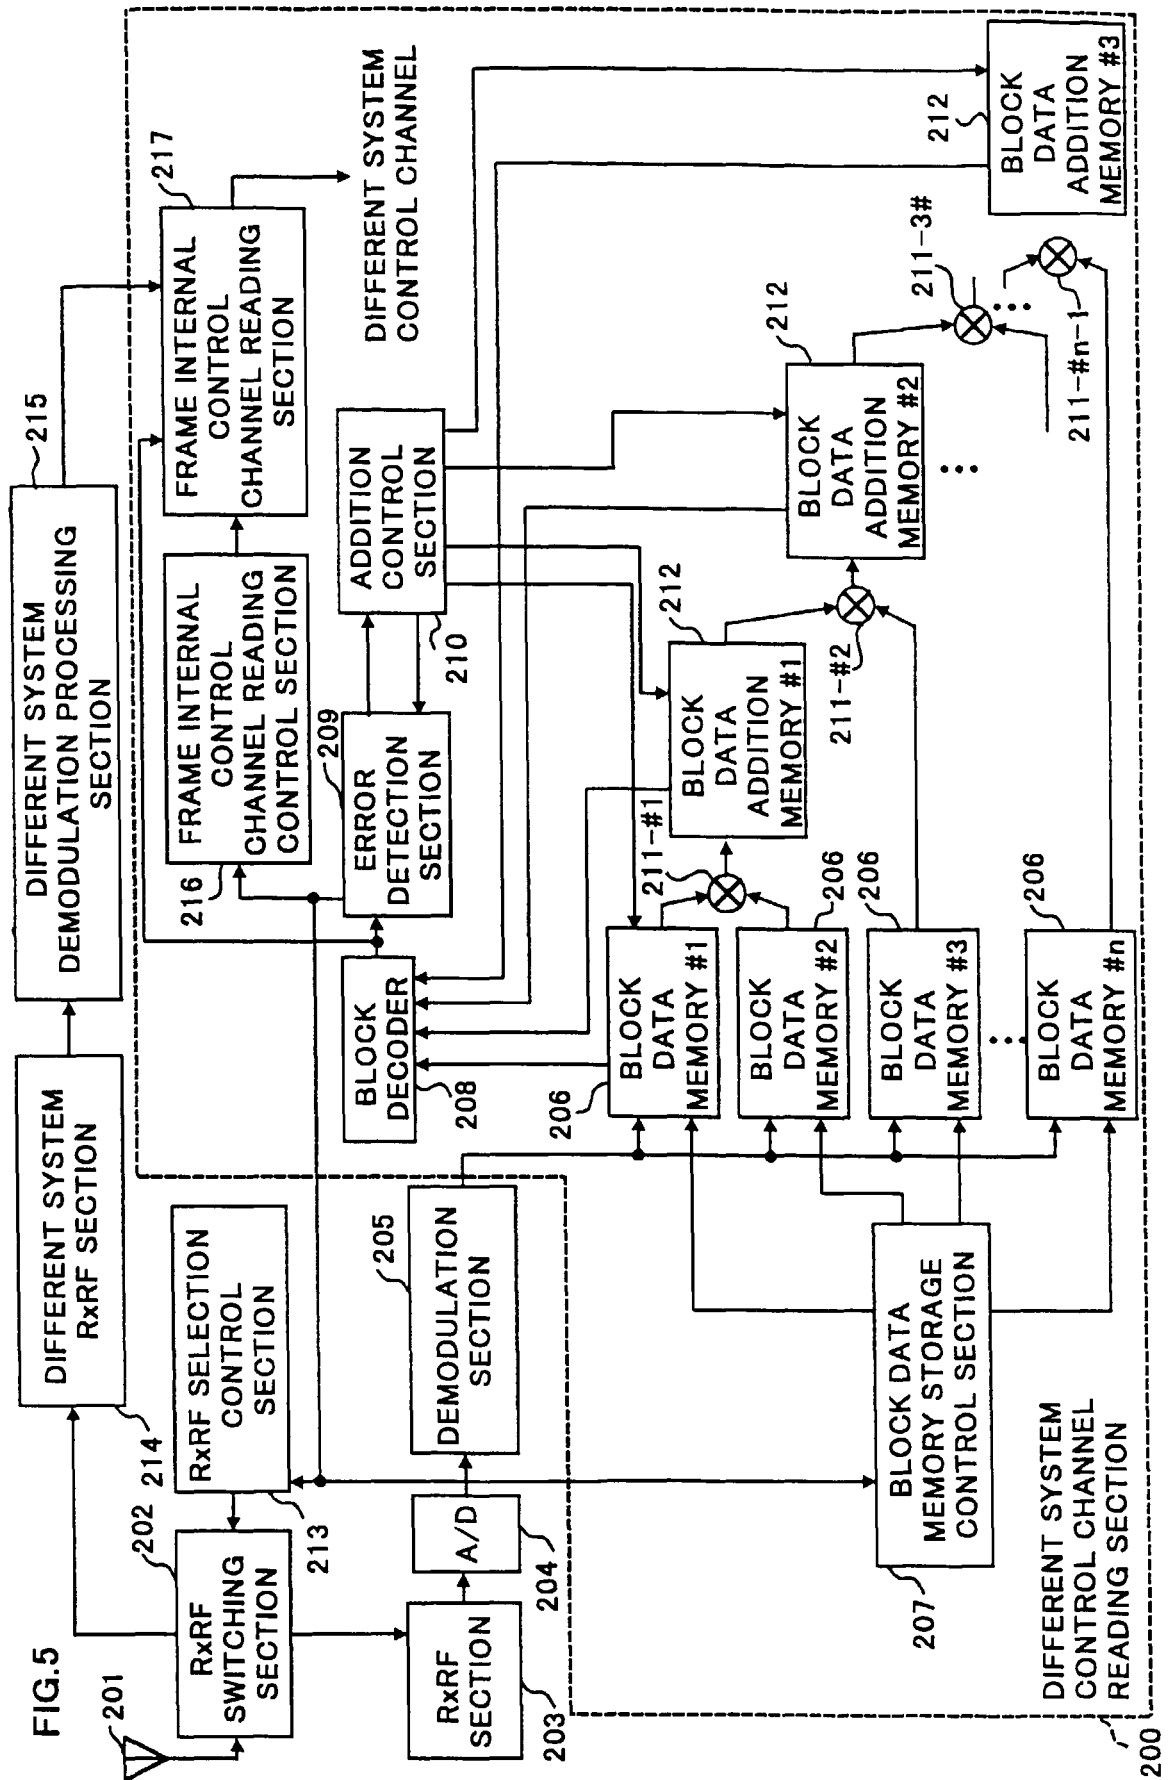 FIG.5
201
RxRF
SWITCHING
SECTION
202
RxRF
SECTION
203
A/D
204
RxRF SELECTION
CONTROL
SECTION
213
DIFFERENT SYSTEM
RxRF SECTION
214
DIFFERENT SYSTEM
DEMODULATION PROCESSING
SECTION
215
DEMODULATION
SECTION
205
FRAME INTERNAL
CONTROL
CHANNEL READING
CONTROL SECTION
216
FRAME INTERNAL
CONTROL
CHANNEL READING
SECTION
217
DIFFERENT SYSTEM
CONTROL CHANNEL
BLOCK
DECODER
208
ERROR
DETECTION
SECTION
209
ADDITION
CONTROL
SECTION
210
BLOCK
DATA
MEMORY #1
206
BLOCK
DATA
MEMORY #2
206
BLOCK
DATA
MEMORY #3
206
BLOCK
DATA
MEMORY #n
206
211-#1
BLOCK
DATA
ADDITION
MEMORY #1
212
211-#2
BLOCK
DATA
ADDITION
MEMORY #2
212
211-3#
211-#n-1
BLOCK
DATA
ADDITION
MEMORY #3
212
BLOCK DATA
MEMORY STORAGE
CONTROL SECTION
207
DIFFERENT SYSTEM
CONTROL CHANNEL
READING SECTION
200